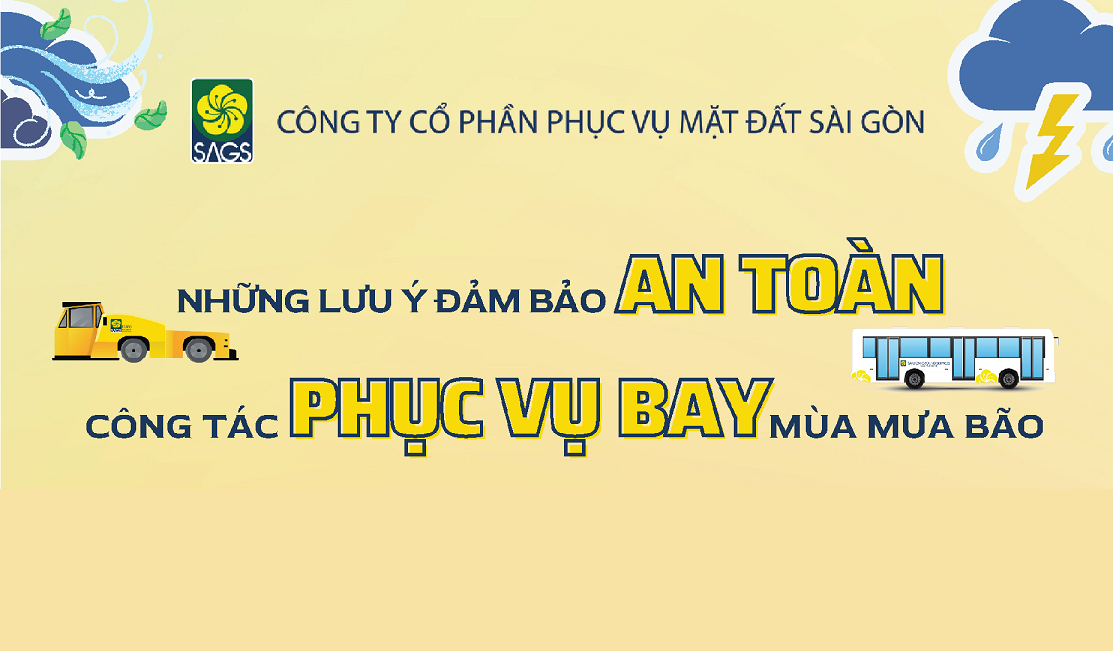 SAGS
CÔNG TY CỔ PHẦN PHỤC VỤ MẶT ĐẤT SÀI GÒN
NHỮNG LƯU Ý ĐẢM BẢO AN TOÀN
CÔNG TÁC PHỤC VỤ BAY MÙA MƯA BÃO